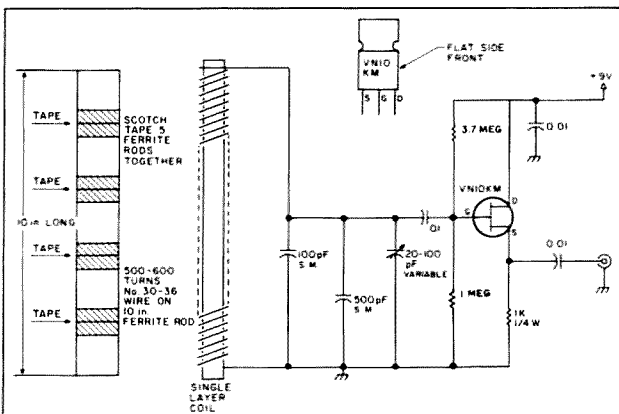 VN10
KM
FLAT SIDE
FRONT
S G D
+9V
TAPE
SCOTCH
TAPE 5
FERRITE
RODS
TOGETHER
3.7 MEG
0.01
VN10KM
G
D
S
TAPE
10 in LONG
TAPE
500-600
TURNS
No. 30-36
WIRE ON
10 in.
FERRITE ROD
TAPE
100pF
S.M.
500pF
S.M.
20-100
pF
VARIABLE
.01
1 MEG
0.01
1K
1/4 W
SINGLE
LAYER
COIL